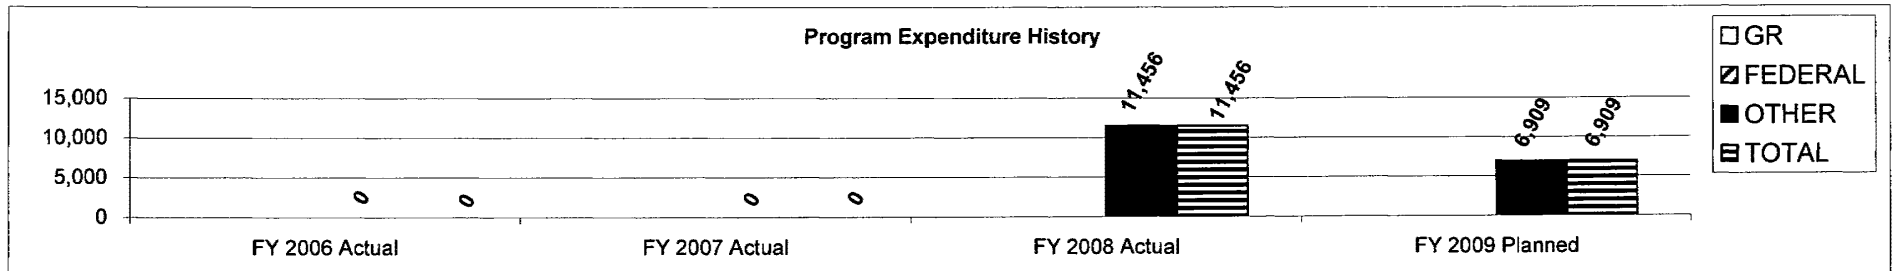 Program Expenditure History
GR
FEDERAL
OTHER
TOTAL
15,000
10,000
5,000
0
0
0
0
0
11,456
11,456
6,909
6,909
FY 2006 Actual
FY 2007 Actual
FY 2008 Actual
FY 2009 Planned